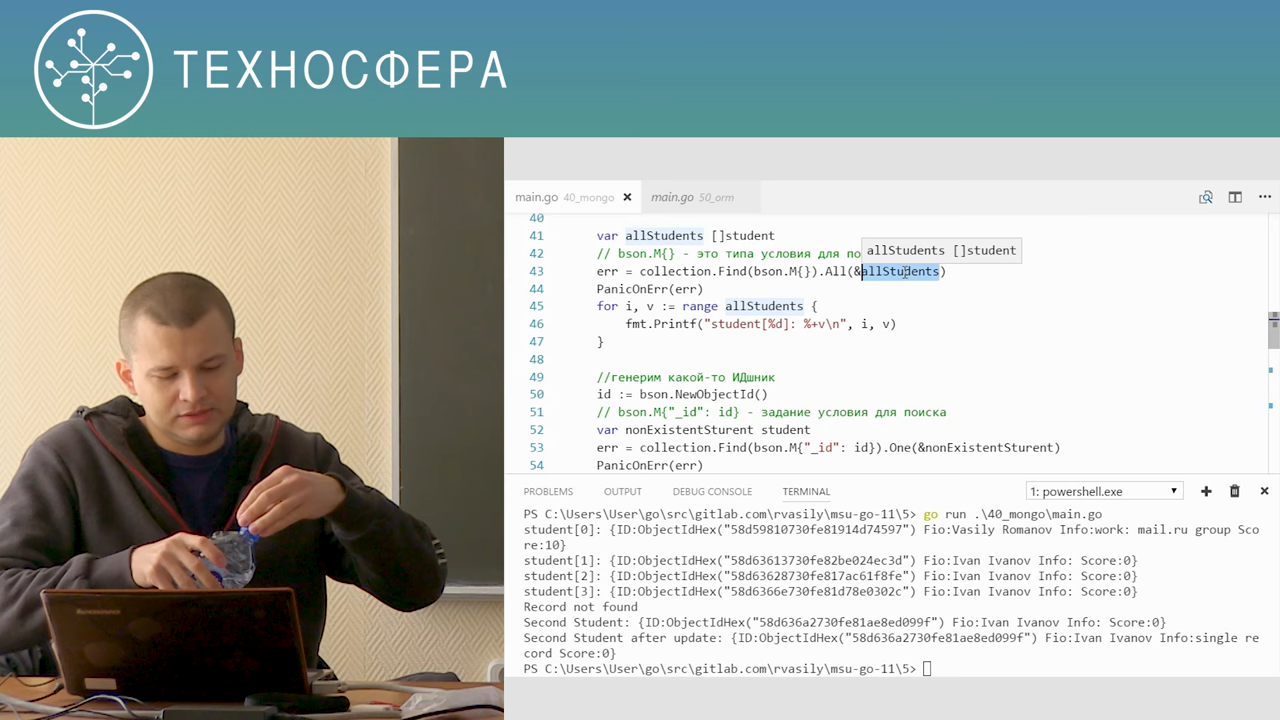 ТЕХНОСФЕРА
main.go 40_mongo
main.go 50_orm
40
41 var allStudents []student
42 // bson.M{} - это типа условия для по
allStudents []student
43 err = collection.Find(bson.M{}).All(&allStudents)
44 PanicOnErr(err)
45 for i, v := range allStudents {
46 fmt.Printf("student[%d]: %+v\n", i, v)
47 }
48
49 //генерим какой-то ИДшник
50 id := bson.NewObjectId()
51 // bson.M{"_id": id} - задание условия для поиска
52 var nonExistentSturent student
53 err = collection.Find(bson.M{"_id": id}).One(&nonExistentSturent)
54 PanicOnErr(err)
PROBLEMS OUTPUT DEBUG CONSOLE TERMINAL 1: powershell.exe
PS C:\Users\User\go\src\gitlab.com\rvasily\msu-go-11\5> go run .\40_mongo\main.go
student[0]: {ID:ObjectIdHex("58d59810730fe81914d74597") Fio:Vasily Romanov Info:work: mail.ru group Sco
re:10}
student[1]: {ID:ObjectIdHex("58d63613730fe82be024ec3d") Fio:Ivan Ivanov Info: Score:0}
student[2]: {ID:ObjectIdHex("58d63628730fe817ac61f8fe") Fio:Ivan Ivanov Info: Score:0}
student[3]: {ID:ObjectIdHex("58d6366e730fe81d78e0302c") Fio:Ivan Ivanov Info: Score:0}
Record not found
Second Student: {ID:ObjectIdHex("58d636a2730fe81ae8ed099f") Fio:Ivan Ivanov Info: Score:0}
Second Student after update: {ID:ObjectIdHex("58d636a2730fe81ae8ed099f") Fio:Ivan Ivanov Info:single re
cord Score:0}
PS C:\Users\User\go\src\gitlab.com\rvasily\msu-go-11\5>